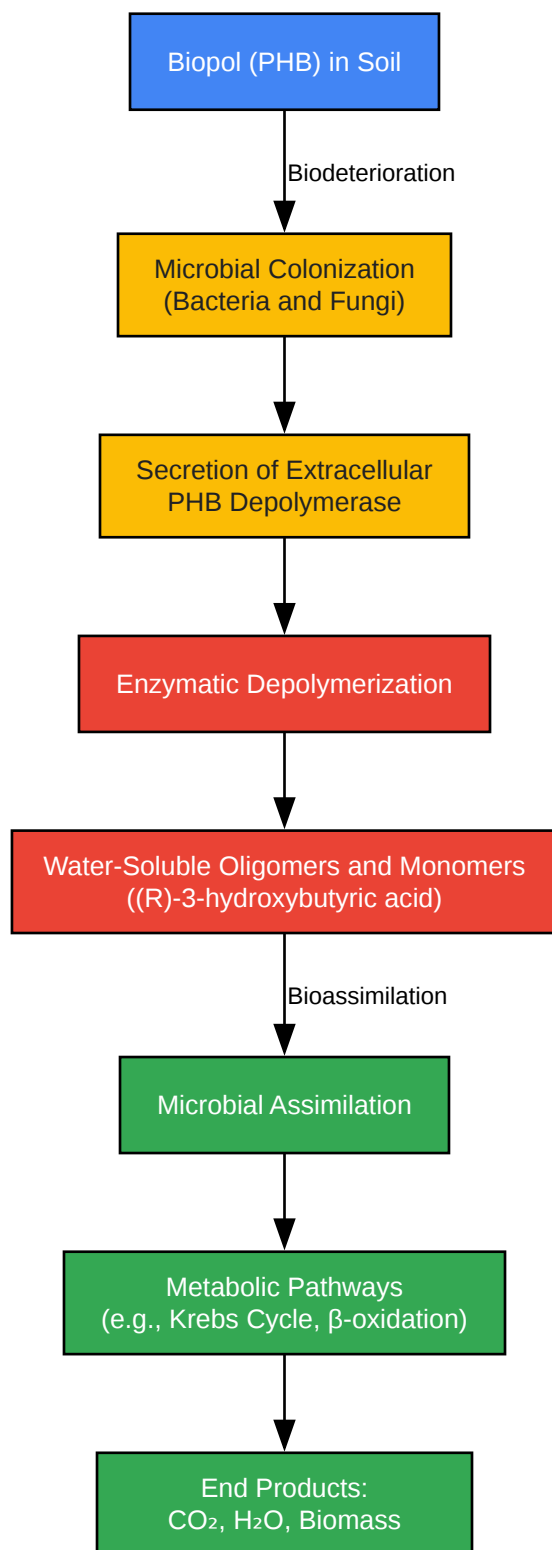 Biopol (PHB) in Soil
Biodeterioration
Microbial Colonization
(Bacteria and Fungi)
Secretion of Extracellular
PHB Depolymerase
Enzymatic Depolymerization
Water-Soluble Oligomers and Monomers
((R)-3-hydroxybutyric acid)
Bioassimilation
Microbial Assimilation
Metabolic Pathways
(e.g., Krebs Cycle, β-oxidation)
End Products:
CO₂, H₂O, Biomass